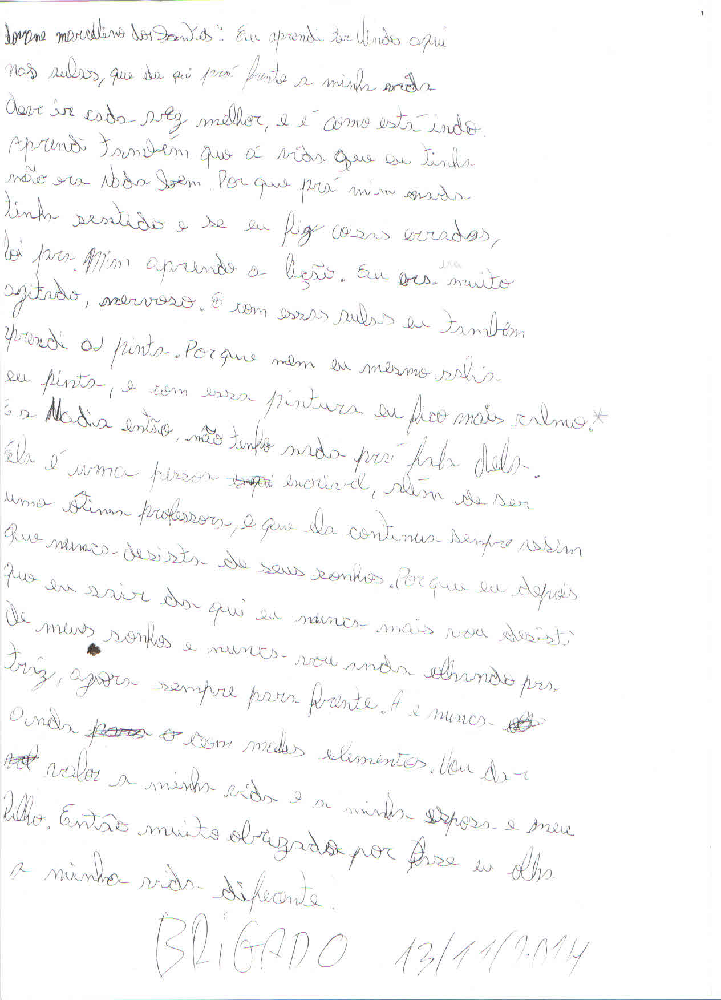 marcelino dos Santos": Eu aprendi ter vindo aqui
nas aulas, que da qui prá frente a minha vida
deve ir cada vez melhor, e é como está indo.
Aprendi também que á vida que eu tinha
não era nada bem. Por que prá mim nada
tinha sentido e se eu fiz coisas erradas,
foi pra mim aprende a lição. Eu era era muito
agitado, nervoso. E com essas aulas eu também
aprendi a pinta. Porque nem eu mesmo sabia
eu pinta, e com essa pintura eu fico mais calmo.*
É a Nadia então, não tenho nada prá fala dela.
Ela é uma pessoa encrivel, além de ser
uma ôtima professora, e que ela continua sempre assim
que nunca desista de seus sonhos. Porque eu depois
que eu sair da qui eu nunca mais vou desisti
de meus sonhos e nunca vou anda olhando pra
tráz, agora sempre para frente. A e nunca
anda com maus elementos. Vou dar
valor a minha vida e a minha esposa e meu
filho. Então muito obrigado por fase eu olha
a minha vida diferente.
BRIGADO 13/11/2014